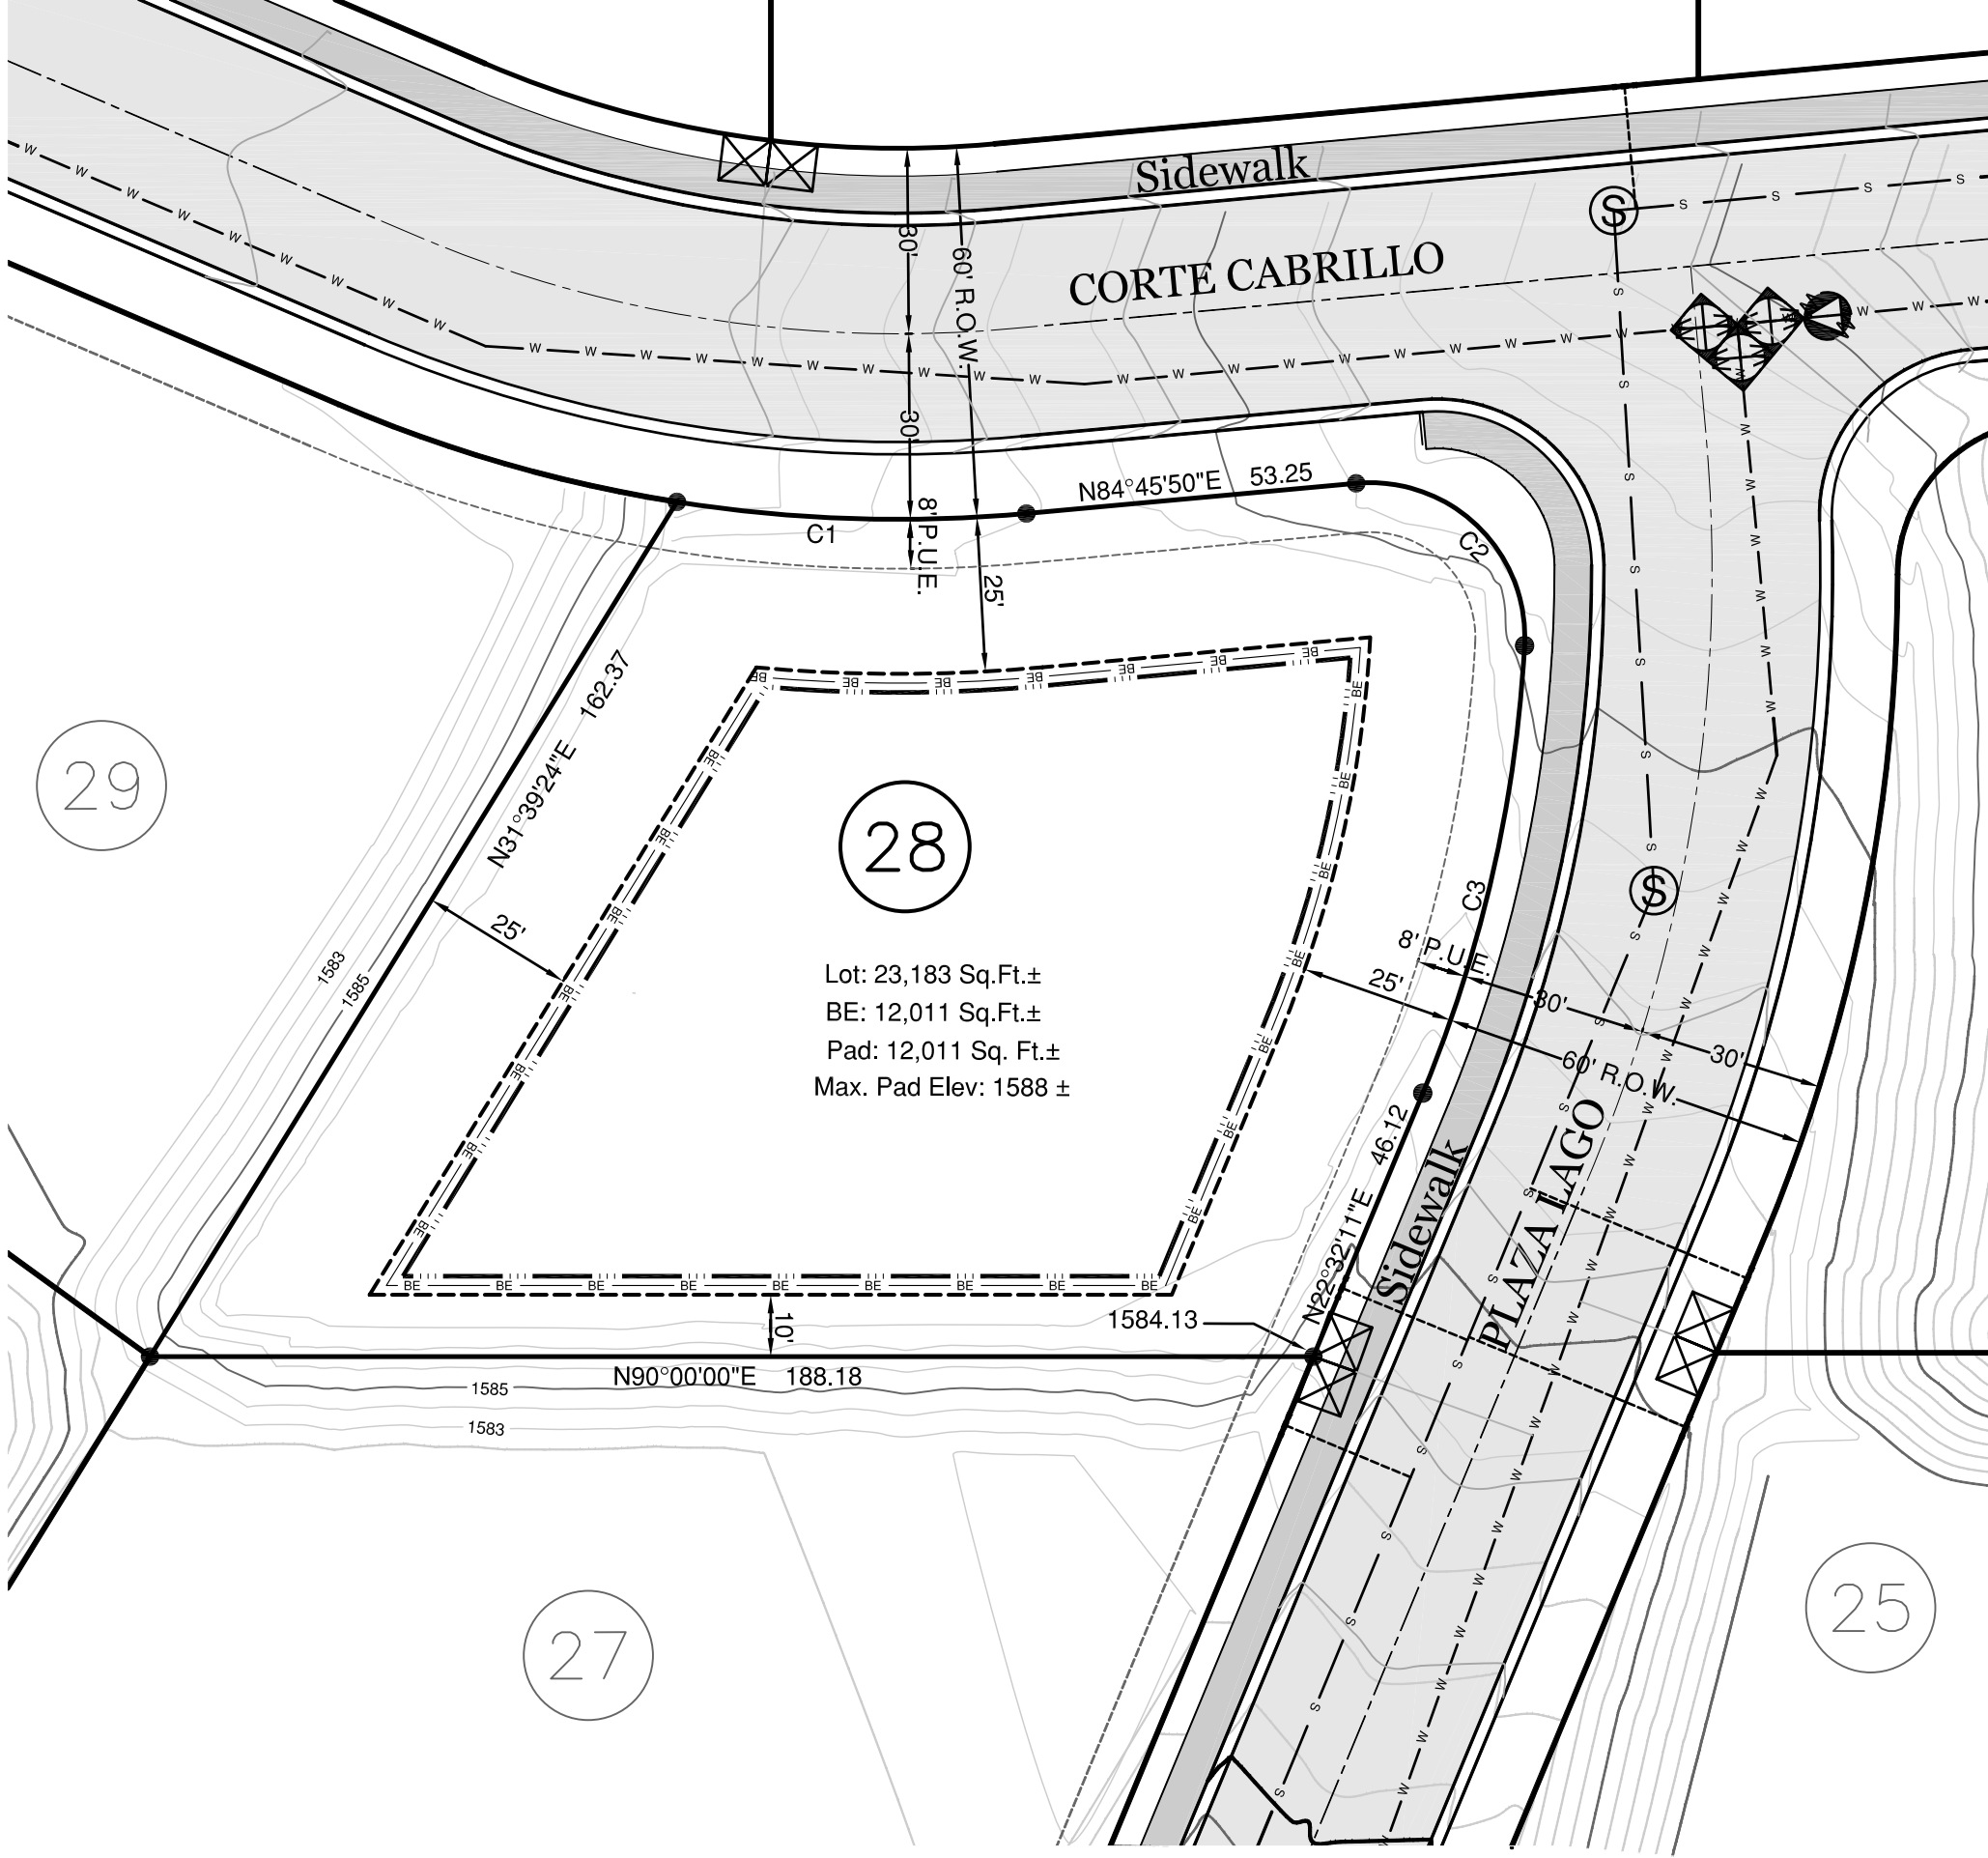 Sidewalk
CORTE CABRILLO
30'
60' R.O.W.
30'
8' P.U.E.
25'
N84°45'50"E 53.25
C1
C2
N31°39'24"E 162.37
29
28
25'
C3
8' P.U.E.
25'
30'
30'
60' R.O.W.
Lot: 23,183 Sq.Ft.±
BE: 12,011 Sq.Ft.±
Pad: 12,011 Sq. Ft.±
Max. Pad Elev: 1588 ±
1583
1585
N22°32'11"E 46.12
Sidewalk
PLAZA LAGO
10'
1584.13
N90°00'00"E 188.18
1585
1583
27
25